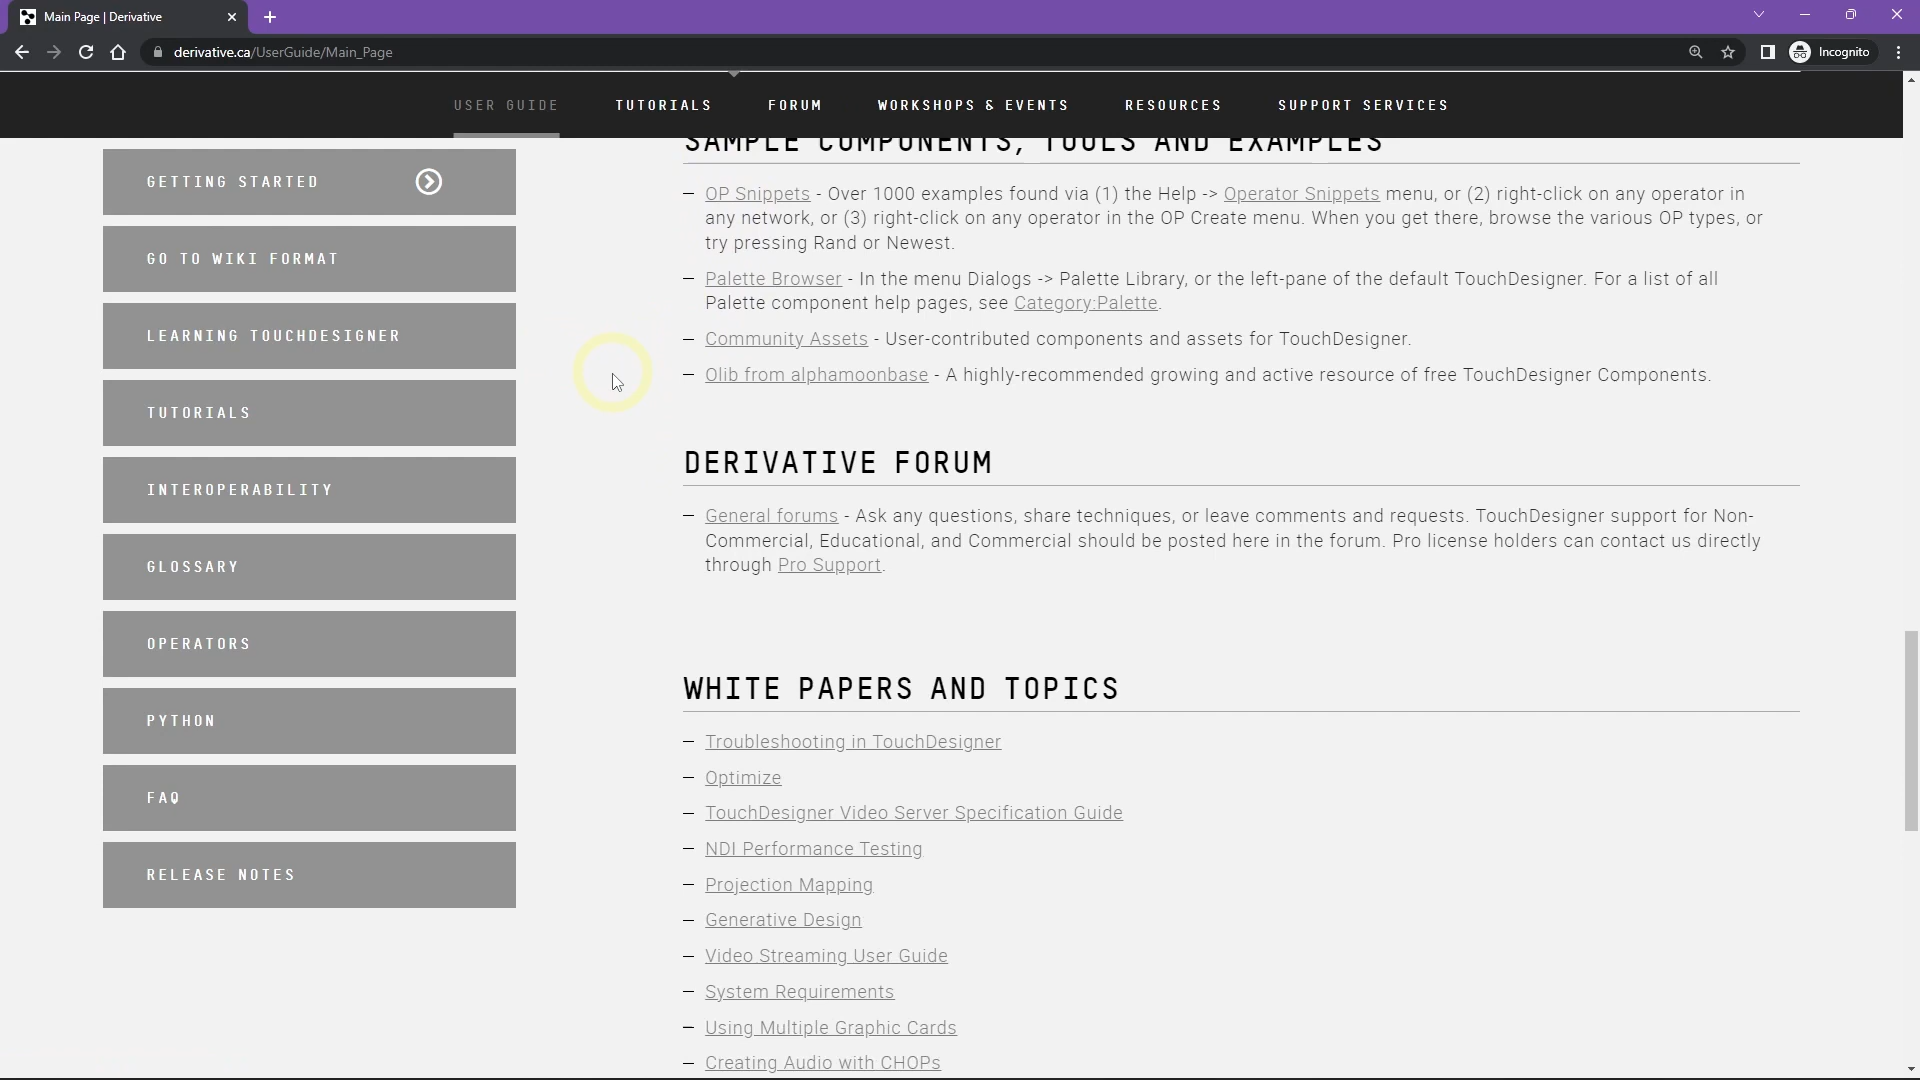 Main Page | Derivative
derivative.ca/UserGuide/Main_Page
Incognito
USER GUIDE
TUTORIALS
FORUM
WORKSHOPS & EVENTS
RESOURCES
SUPPORT SERVICES
GETTING STARTED
GO TO WIKI FORMAT
LEARNING TOUCHDESIGNER
TUTORIALS
INTEROPERABILITY
GLOSSARY
OPERATORS
PYTHON
FAQ
RELEASE NOTES
SAMPLE COMPONENTS, TOOLS AND EXAMPLES
– OP Snippets - Over 1000 examples found via (1) the Help -> Operator Snippets menu, or (2) right-click on any operator in
any network, or (3) right-click on any operator in the OP Create menu. When you get there, browse the various OP types, or
try pressing Rand or Newest.
– Palette Browser - In the menu Dialogs -> Palette Library, or the left-pane of the default TouchDesigner. For a list of all
Palette component help pages, see Category:Palette.
– Community Assets - User-contributed components and assets for TouchDesigner.
– Olib from alphamoonbase - A highly-recommended growing and active resource of free TouchDesigner Components.
DERIVATIVE FORUM
– General forums - Ask any questions, share techniques, or leave comments and requests. TouchDesigner support for Non-
Commercial, Educational, and Commercial should be posted here in the forum. Pro license holders can contact us directly
through Pro Support.
WHITE PAPERS AND TOPICS
– Troubleshooting in TouchDesigner
– Optimize
– TouchDesigner Video Server Specification Guide
– NDI Performance Testing
– Projection Mapping
– Generative Design
– Video Streaming User Guide
– System Requirements
– Using Multiple Graphic Cards
– Creating Audio with CHOPs